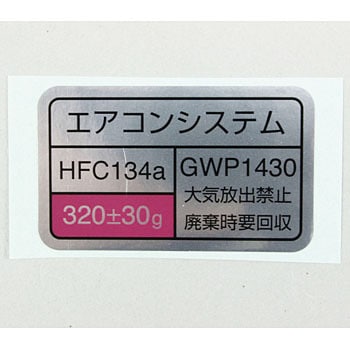 エアコンシステム
HFC134a
320±30g
GWP1430
大気放出禁止
廃棄時要回収